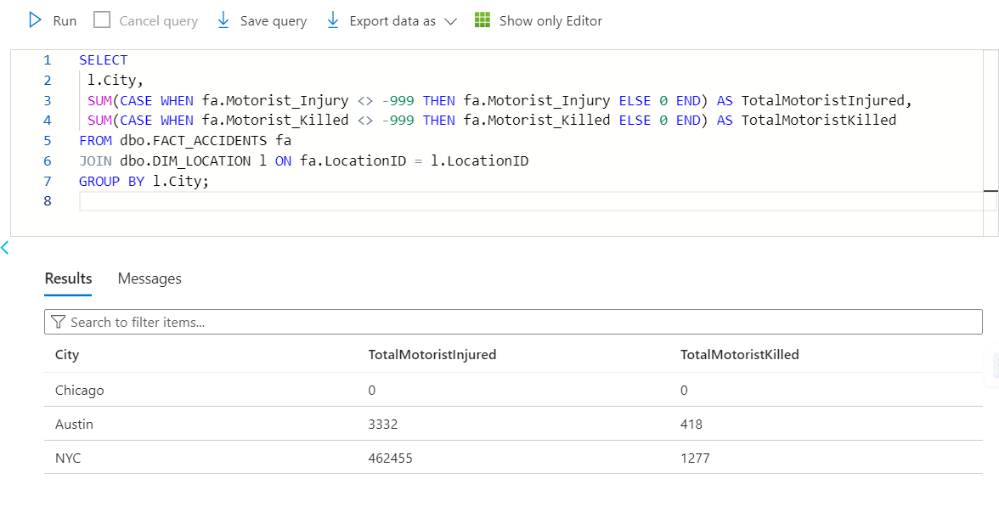 Run Cancel query Save query Export data as Show only Editor
1 SELECT
2 l.City,
3 SUM(CASE WHEN fa.Motorist_Injury <> -999 THEN fa.Motorist_Injury ELSE 0 END) AS TotalMotoristInjured,
4 SUM(CASE WHEN fa.Motorist_Killed <> -999 THEN fa.Motorist_Killed ELSE 0 END) AS TotalMotoristKilled
5 FROM dbo.FACT_ACCIDENTS fa
6 JOIN dbo.DIM_LOCATION l ON fa.LocationID = l.LocationID
7 GROUP BY l.City;
8
Results Messages
Search to filter items...
City TotalMotoristInjured TotalMotoristKilled
Chicago 0 0
Austin 3332 418
NYC 462455 1277